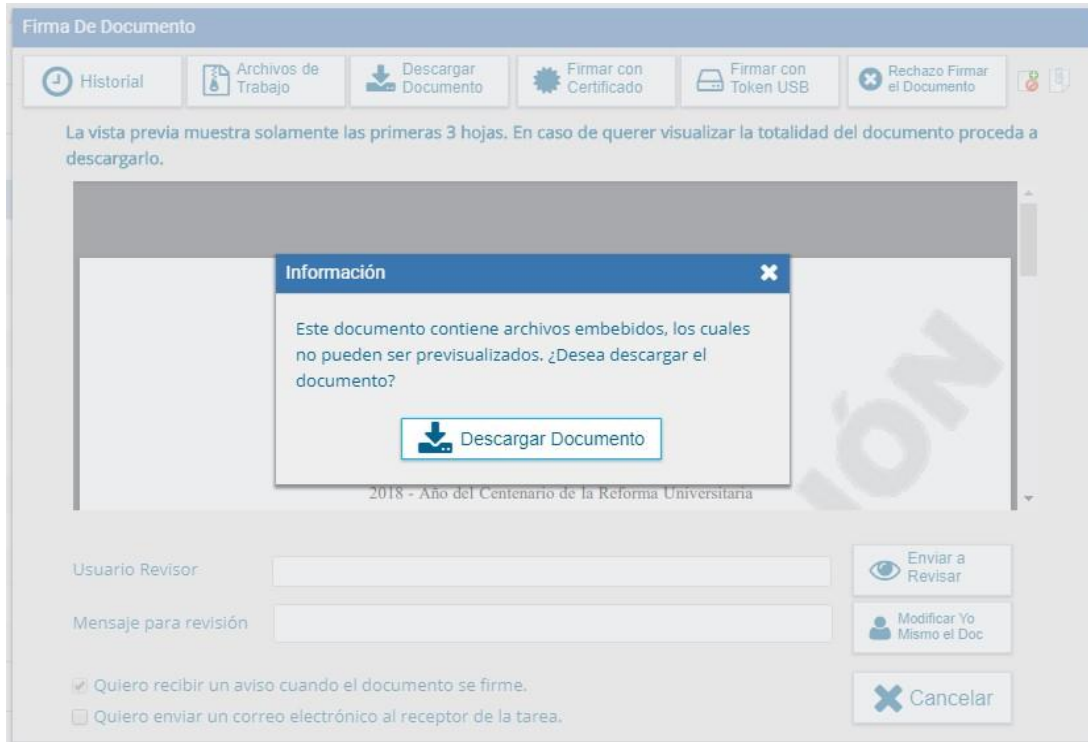 Firma De Documento
Historial
Archivos de
Trabajo
Descargar
Documento
Firmar con
Certificado
Firmar con
Token USB
Rechazo Firmar
el Documento
La vista previa muestra solamente las primeras 3 hojas. En caso de querer visualizar la totalidad del documento proceda a
descargarlo.
Información
Este documento contiene archivos embebidos, los cuales
no pueden ser previsualizados. ¿Desea descargar el
documento?
Descargar Documento
IÓN
2018 - Año del Centenario de la Reforma Universitaria
Usuario Revisor
Enviar a
Revisar
Mensaje para revisión
Modificar Yo
Mismo el Doc
Quiero recibir un aviso cuando el documento se firme.
Quiero enviar un correo electrónico al receptor de la tarea.
Cancelar